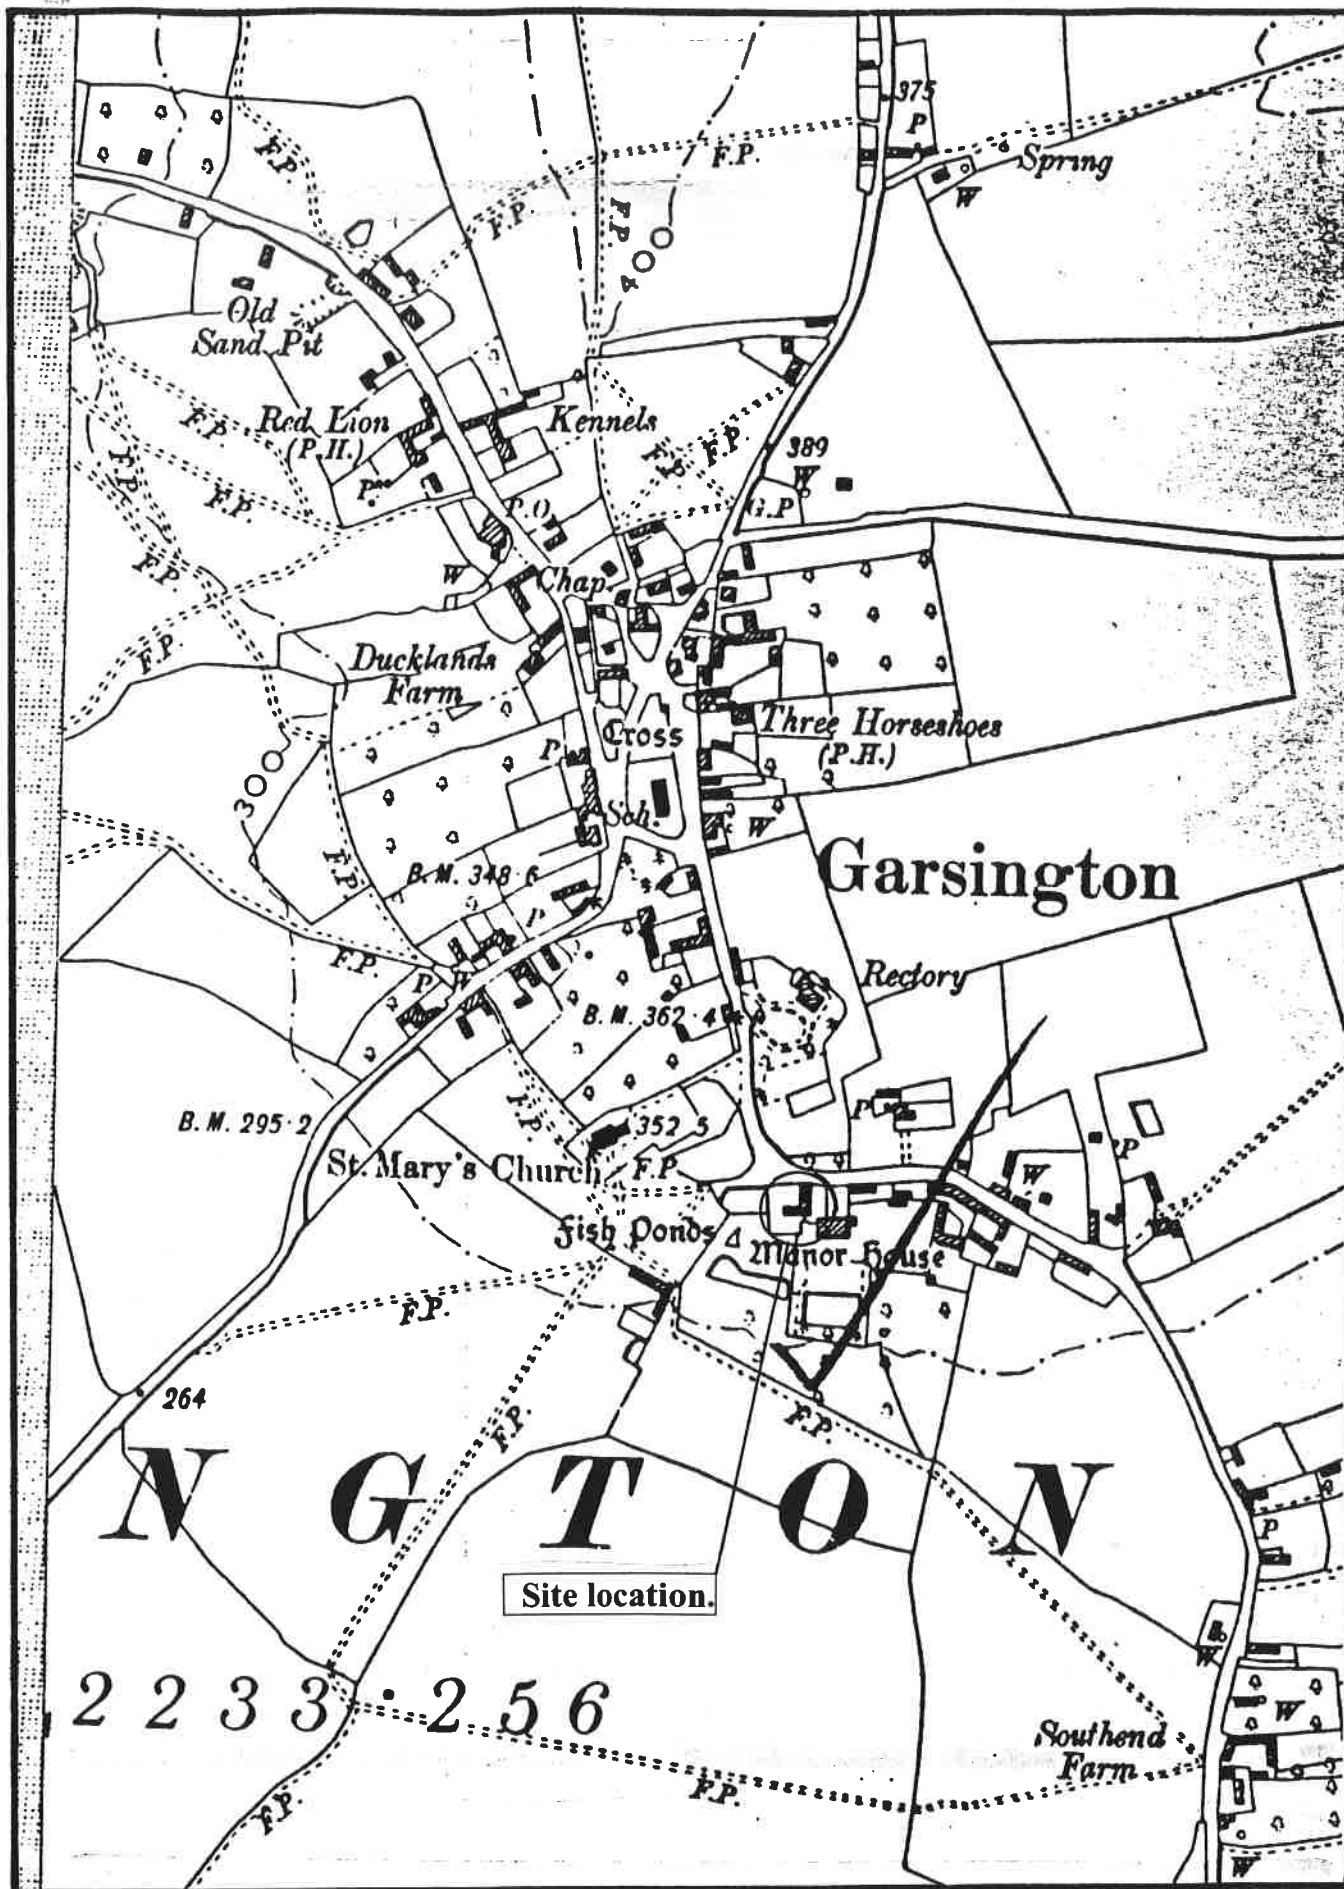 375
P
F.P.
F.P.
Spring
W
F.P.
F.P.
400
Old
Sand Pit
Red Lion
(P.H.)
Kennels
F.P.
F.P.
F.P.
389
W
P.
F.P.
F.P.
P.O.
G.P
F.P.
W
Chap.
F.P.
Ducklands
Farm
Cross
Three Horseshoes
(P.H.)
P
300
Sch.
W
Garsington
F.P.
B.M. 348·6
P
F.P.
P
W
Rectory
B.M. 362·4
F.P.
B.M. 295·2
352 5
P
St. Mary's Church
F.P
W
P
Fish Ponds
Manor House
F.P.
264
F.P.
F.P.
NGTON
P
Site location.
W
2233·256
W
Southend
Farm
F.P.
F.P.
W